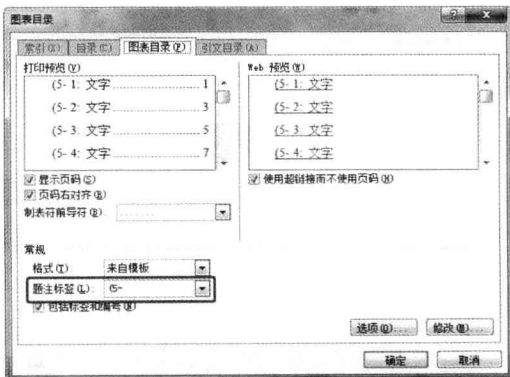 图表目录
索引(X) 目录(C) 图表目录(F) 引文目录(A)
打印预览(V)
(5- 1: 文字 1
(5- 2: 文字 3
(5- 3: 文字 5
(5- 4: 文字 7
Web 预览(W)
(5- 1: 文字
(5- 2: 文字
(5- 3: 文字
(5- 4: 文字
显示页码(S)
页码右对齐(R)
制表符前导符(B):
使用超链接而不使用页码(H)
常规
格式(T): 来自模板
题注标签(L): (5-
包括标签和编号(N)
选项(O)... 修改(M)...
确定 取消